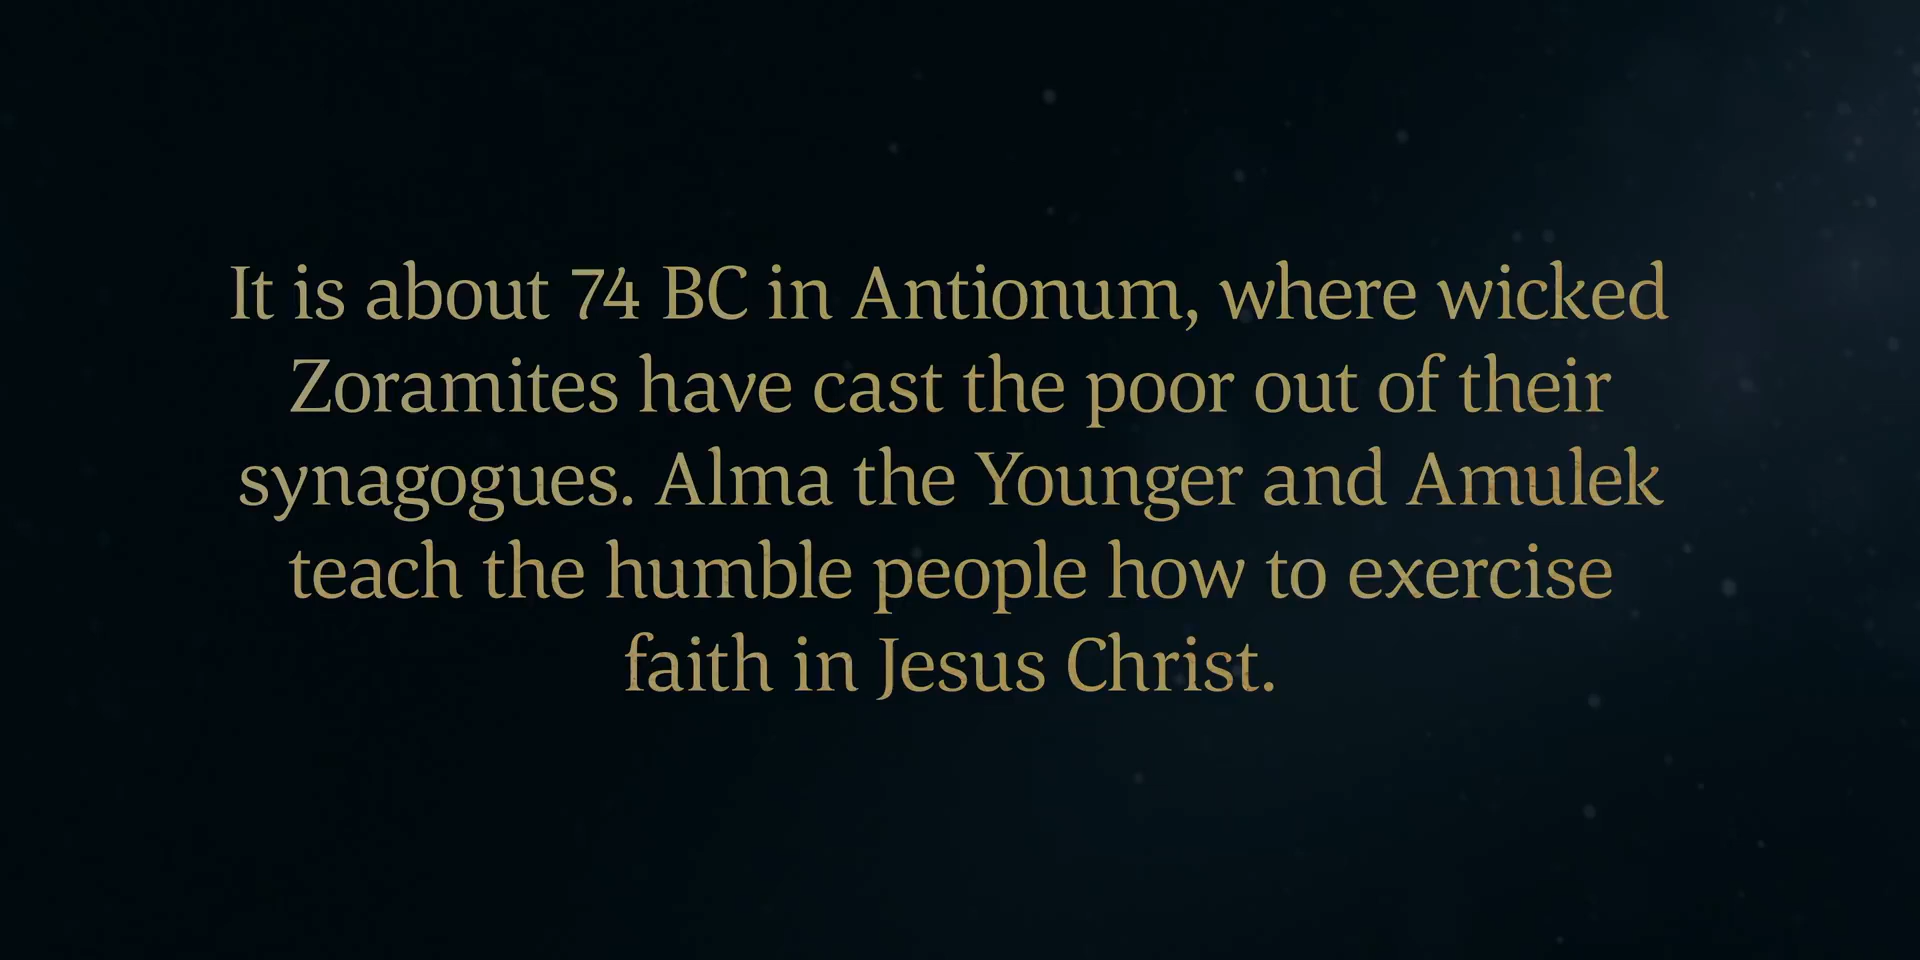 It is about 74 BC in Antionum, where wicked
Zoramites have cast the poor out of their
synagogues. Alma the Younger and Amulek
teach the humble people how to exercise
faith in Jesus Christ.